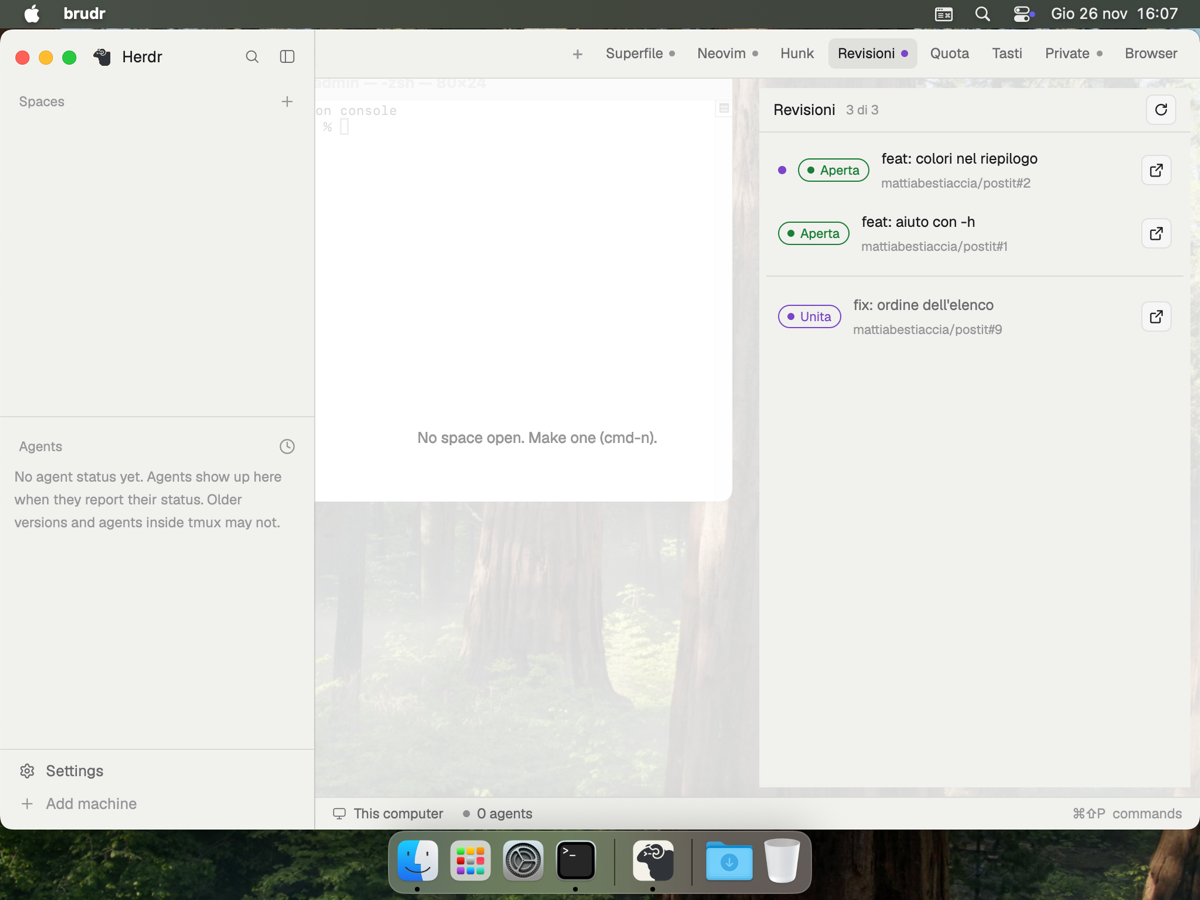 brudr
Gio 26 nov 16:07
Herdr
Superfile
Neovim
Hunk
Revisioni
Quota
Tasti
Private
Browser
Spaces
admin — -zsh — 80×24
on console
%
Revisioni 3 di 3
Aperta
feat: colori nel riepilogo
mattiabestiaccia/postit#2
Aperta
feat: aiuto con -h
mattiabestiaccia/postit#1
Unita
fix: ordine dell'elenco
mattiabestiaccia/postit#9
No space open. Make one (cmd-n).
Agents
No agent status yet. Agents show up here
when they report their status. Older
versions and agents inside tmux may not.
Settings
Add machine
This computer
0 agents
⌘⇧P commands